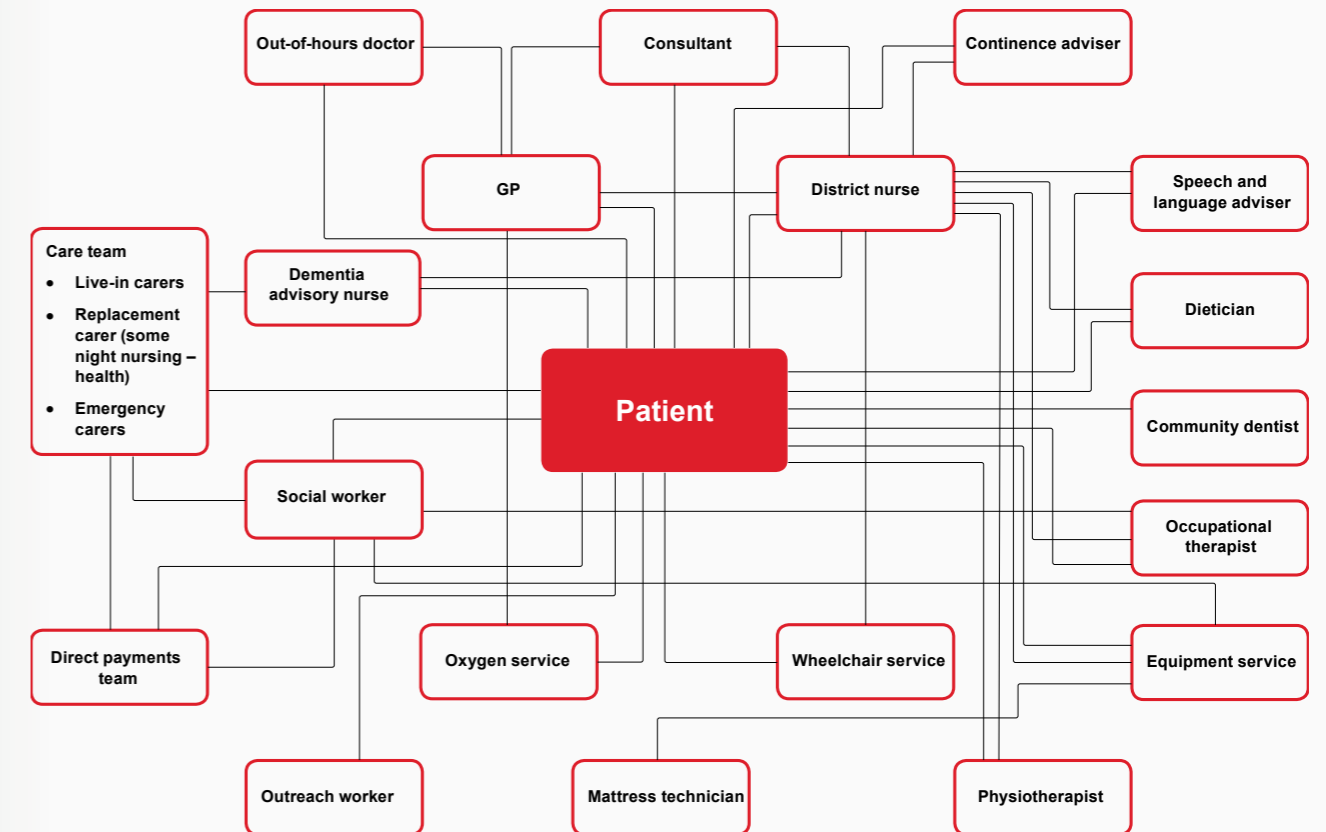 Out-of-hours doctor
Consultant
Continence adviser
GP
District nurse
Speech and
language adviser
Care team
• Live-in carers
• Replacement
carer (some
night nursing –
health)
• Emergency
carers
Dementia
advisory nurse
Dietician
Patient
Community dentist
Social worker
Occupational
therapist
Direct payments
team
Oxygen service
Wheelchair service
Equipment service
Outreach worker
Mattress technician
Physiotherapist